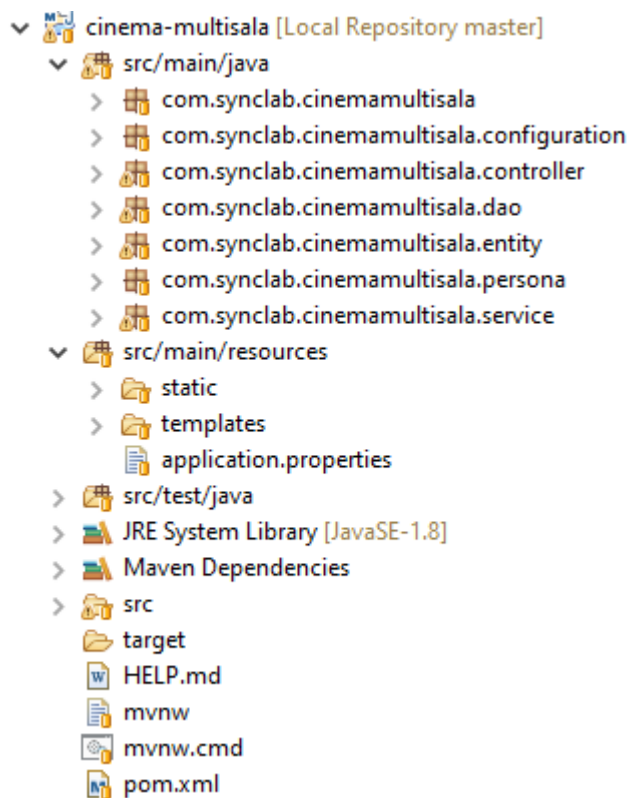 cinema-multisala [Local Repository master]
src/main/java
com.synclab.cinemamultisala
com.synclab.cinemamultisala.configuration
com.synclab.cinemamultisala.controller
com.synclab.cinemamultisala.dao
com.synclab.cinemamultisala.entity
com.synclab.cinemamultisala.persona
com.synclab.cinemamultisala.service
src/main/resources
static
templates
application.properties
src/test/java
JRE System Library [JavaSE-1.8]
Maven Dependencies
src
target
HELP.md
mvnw
mvnw.cmd
pom.xml